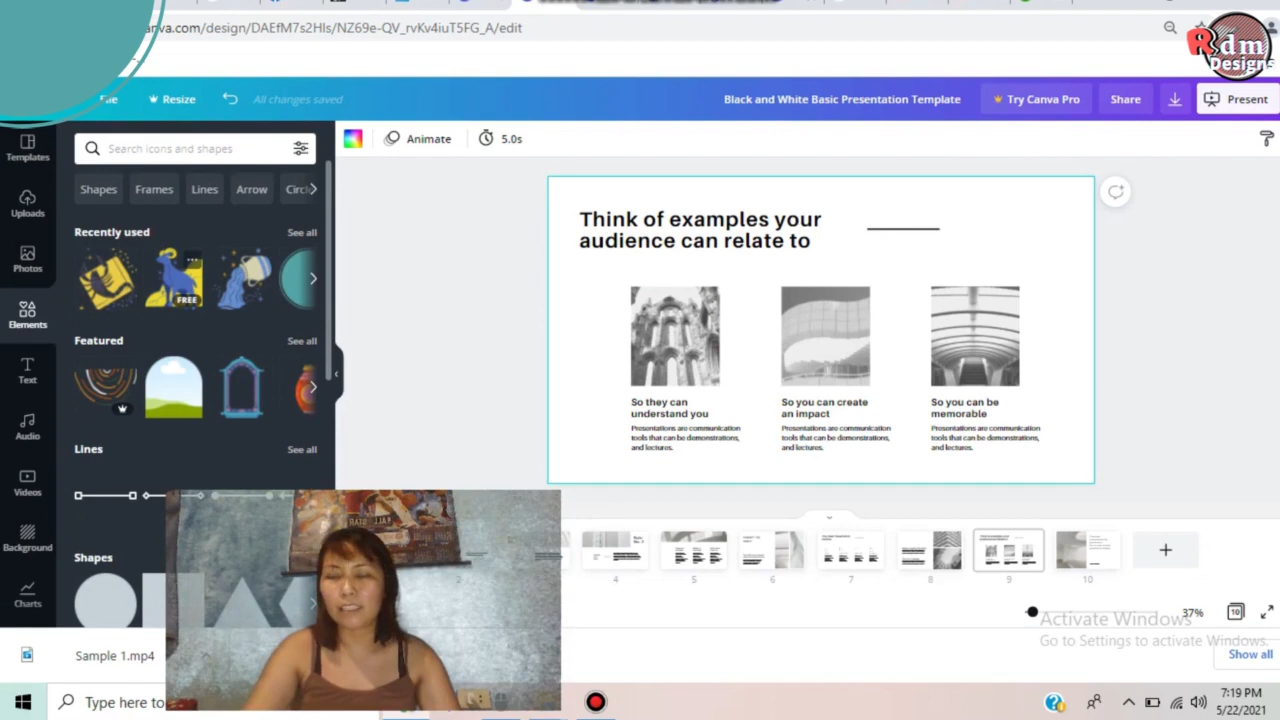 anva.com/design/DAEfM7s2HIs/NZ69e-QV_rvKv4iuT5FG_A/edit
Rdm
Designs
File
Resize
All changes saved
Black and White Basic Presentation Template
Try Canva Pro
Share
Present
Templates
Uploads
Photos
Elements
Text
Audio
Videos
Background
Charts
Search icons and shapes
Shapes
Frames
Lines
Arrow
Circl
Recently used
See all
FREE
Featured
See all
Lines
See all
Shapes
Animate
5.0s
Think of examples your
audience can relate to
So they can
understand you
Presentations are communication
tools that can be demonstrations,
and lectures.
So you can create
an impact
Presentations are communication
tools that can be demonstrations,
and lectures.
So you can be
memorable
Presentations are communication
tools that can be demonstrations,
and lectures.
2
4
5
6
7
8
9
10
37%
10
Activate Windows
Go to Settings to activate Windows.
Show all
Sample 1.mp4
Type here to
7:19 PM
5/22/2021